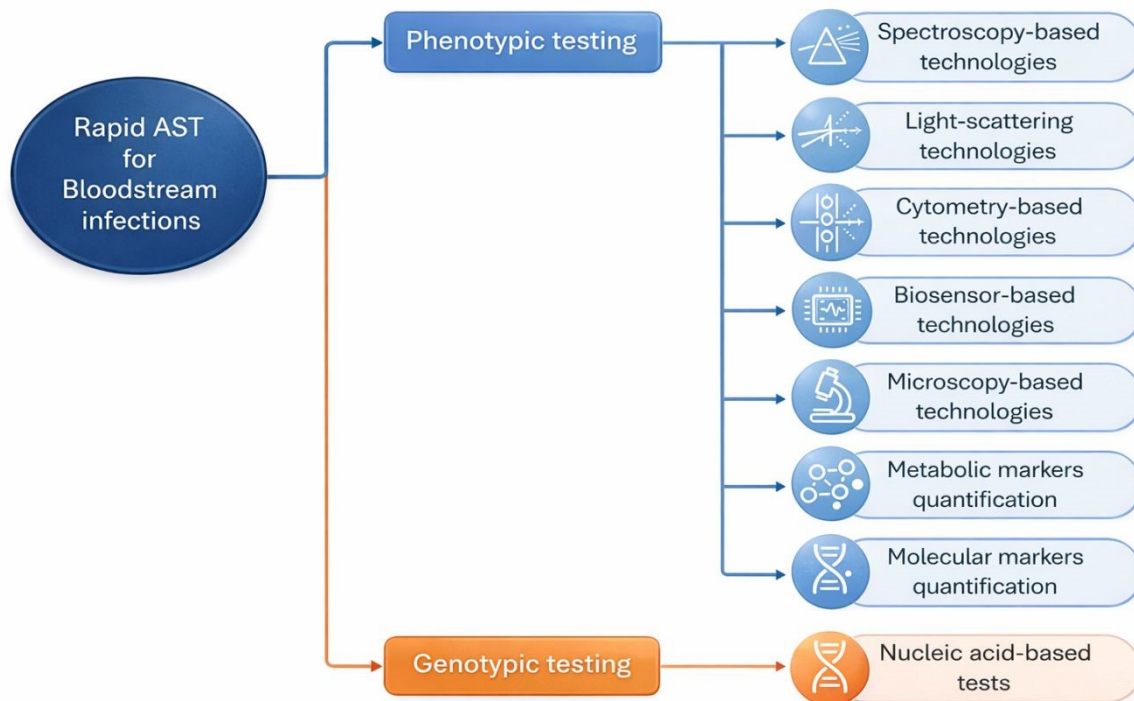 Rapid AST
for
Bloodstream
infections
Phenotypic testing
Spectroscopy-based
technologies
Light-scattering
technologies
Cytometry-based
technologies
Biosensor-based
technologies
Microscopy-based
technologies
Metabolic markers
quantification
Molecular markers
quantification
Genotypic testing
Nucleic acid-based
tests